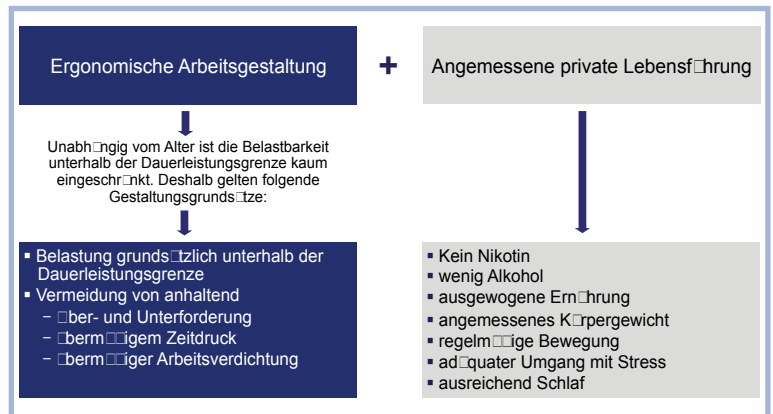 Ergonomische Arbeitsgestaltung
+
Angemessene private Lebensf□hrung
Unabh□ngig vom Alter ist die Belastbarkeit
unterhalb der Dauerleistungsgrenze kaum
eingeschr□nkt. Deshalb gelten folgende
Gestaltungsgrunds□tze:
▪ Belastung grunds□tzlich unterhalb der
Dauerleistungsgrenze
▪ Vermeidung von anhaltend
– □ber- und Unterforderung
– □berm□□igem Zeitdruck
– □berm□□iger Arbeitsverdichtung
▪ Kein Nikotin
▪ wenig Alkohol
▪ ausgewogene Ern□hrung
▪ angemessenes K□rpergewicht
▪ regelm□□ige Bewegung
▪ ad□quater Umgang mit Stress
▪ ausreichend Schlaf